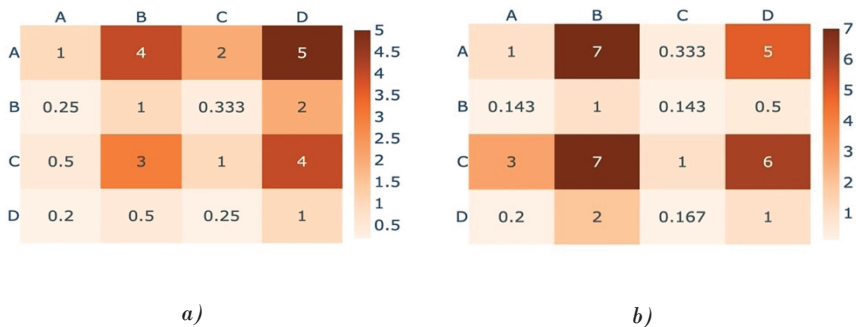 A B C D
A 1 4 2 5
B 0.25 1 0.333 2
C 0.5 3 1 4
D 0.2 0.5 0.25 1
5
4.5
4
3.5
3
2.5
2
1.5
1
0.5
a)
A B C D
A 1 7 0.333 5
B 0.143 1 0.143 0.5
C 3 7 1 6
D 0.2 2 0.167 1
7
6
5
4
3
2
1
b)